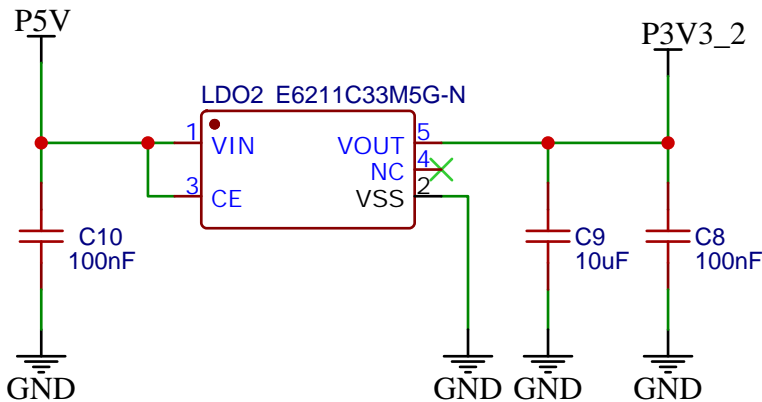 P5V
P3V3_2
LDO2 E6211C33M5G-N
1 VIN
VOUT 5
NC 4
3 CE
VSS 2
C10
100nF
C9
10uF
C8
100nF
GND
GND
GND
GND